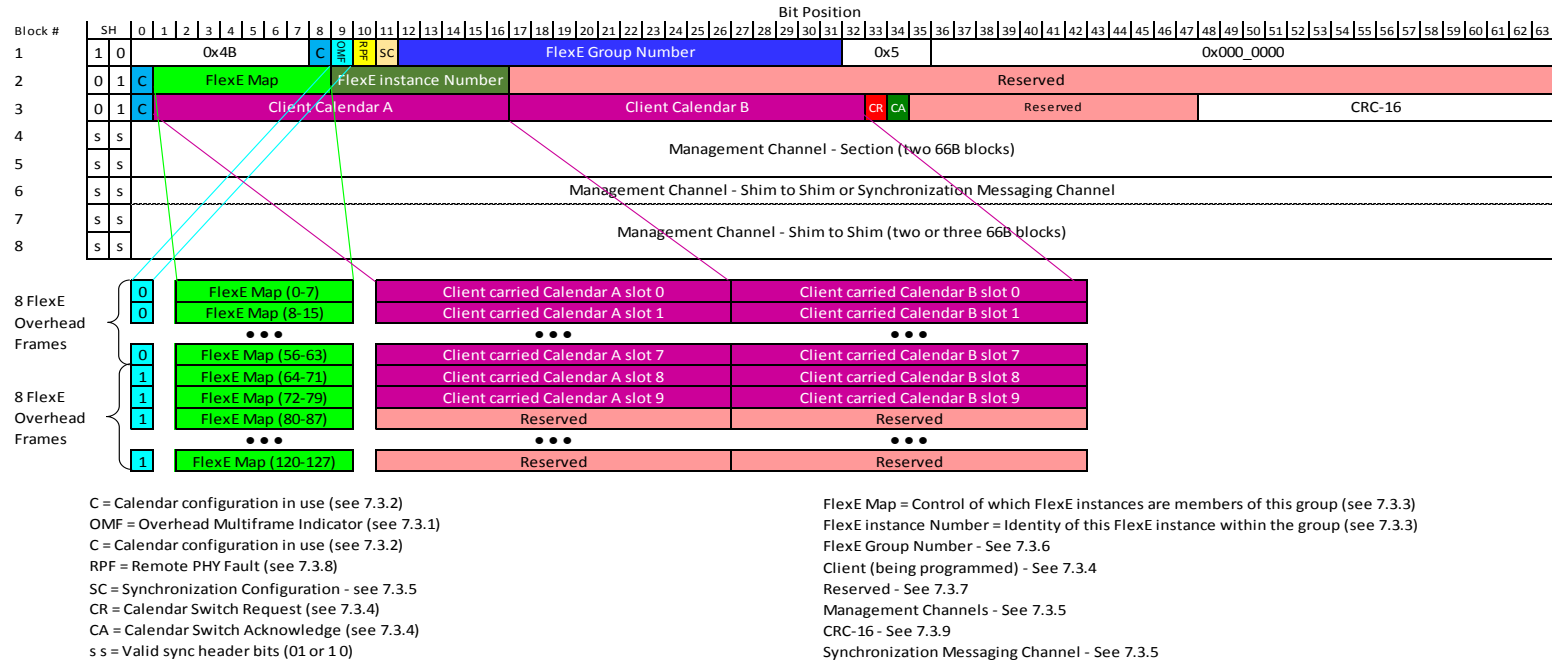 Bit Position
Block # SH 0 1 2 3 4 5 6 7 8 9 10 11 12 13 14 15 16 17 18 19 20 21 22 23 24 25 26 27 28 29 30 31 32 33 34 35 36 37 38 39 40 41 42 43 44 45 46 47 48 49 50 51 52 53 54 55 56 57 58 59 60 61 62 63
1 1 0 0x4B C OMF RPF SC FlexE Group Number 0x5 0x000_0000
2 0 1 C FlexE Map FlexE instance Number Reserved
3 0 1 C Client Calendar A Client Calendar B CR CA Reserved CRC-16
4 s s
Management Channel - Section (two 66B blocks)
5 s s
6 s s Management Channel - Shim to Shim or Synchronization Messaging Channel
7 s s
Management Channel - Shim to Shim (two or three 66B blocks)
8 s s
8 FlexE Overhead Frames
0 FlexE Map (0-7) Client carried Calendar A slot 0 Client carried Calendar B slot 0
0 FlexE Map (8-15) Client carried Calendar A slot 1 Client carried Calendar B slot 1
● ● ● ● ● ● ● ● ●
0 FlexE Map (56-63) Client carried Calendar A slot 7 Client carried Calendar B slot 7
8 FlexE Overhead Frames
1 FlexE Map (64-71) Client carried Calendar A slot 8 Client carried Calendar B slot 8
1 FlexE Map (72-79) Client carried Calendar A slot 9 Client carried Calendar B slot 9
1 FlexE Map (80-87) Reserved Reserved
● ● ● ● ● ● ● ● ●
1 FlexE Map (120-127) Reserved Reserved
C = Calendar configuration in use (see 7.3.2)
OMF = Overhead Multiframe Indicator (see 7.3.1)
C = Calendar configuration in use (see 7.3.2)
RPF = Remote PHY Fault (see 7.3.8)
SC = Synchronization Configuration - see 7.3.5
CR = Calendar Switch Request (see 7.3.4)
CA = Calendar Switch Acknowledge (see 7.3.4)
s s = Valid sync header bits (01 or 1 0)
FlexE Map = Control of which FlexE instances are members of this group (see 7.3.3)
FlexE instance Number = Identity of this FlexE instance within the group (see 7.3.3)
FlexE Group Number - See 7.3.6
Client (being programmed) - See 7.3.4
Reserved - See 7.3.7
Management Channels - See 7.3.5
CRC-16 - See 7.3.9
Synchronization Messaging Channel - See 7.3.5